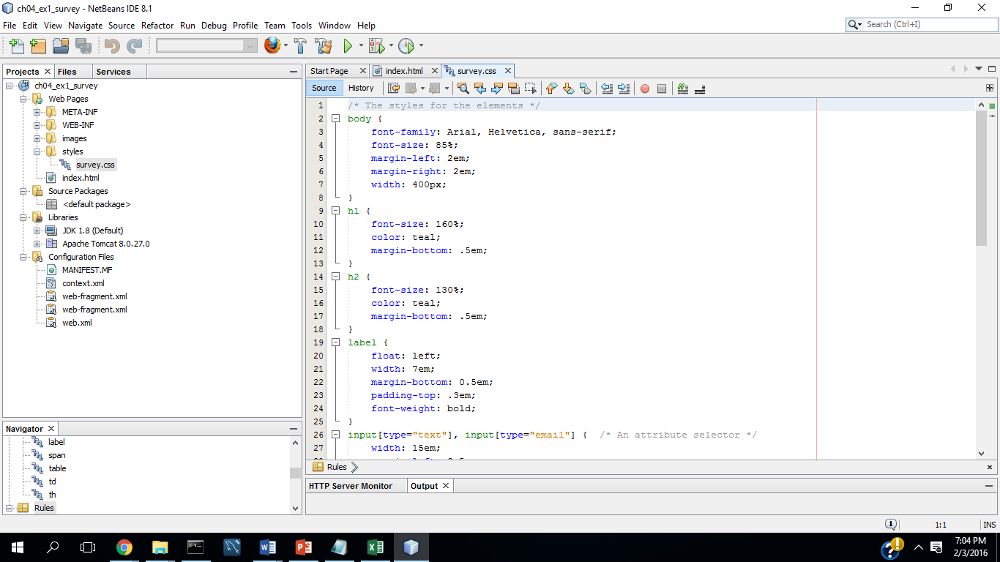 ch04_ex1_survey - NetBeans IDE 8.1
File Edit View Navigate Source Refactor Run Debug Profile Team Tools Window Help
Search (Ctrl+I)
Projects Files Services
ch04_ex1_survey
Web Pages
META-INF
WEB-INF
images
styles
survey.css
index.html
Source Packages
<default package>
Libraries
JDK 1.8 (Default)
Apache Tomcat 8.0.27.0
Configuration Files
MANIFEST.MF
context.xml
web-fragment.xml
web-fragment.xml
web.xml
Navigator
label
span
table
td
th
Rules
Start Page index.html survey.css
Source History
1 /* The styles for the elements */
2 body {
3 font-family: Arial, Helvetica, sans-serif;
4 font-size: 85%;
5 margin-left: 2em;
6 margin-right: 2em;
7 width: 400px;
8 }
9 h1 {
10 font-size: 160%;
11 color: teal;
12 margin-bottom: .5em;
13 }
14 h2 {
15 font-size: 130%;
16 color: teal;
17 margin-bottom: .5em;
18 }
19 label {
20 float: left;
21 width: 7em;
22 margin-bottom: 0.5em;
23 padding-top: .3em;
24 font-weight: bold;
25 }
26 input[type="text"], input[type="email"] { /* An attribute selector */
27 width: 15em;
Rules
HTTP Server Monitor Output
1 1:1 INS
7:04 PM
2/3/2016